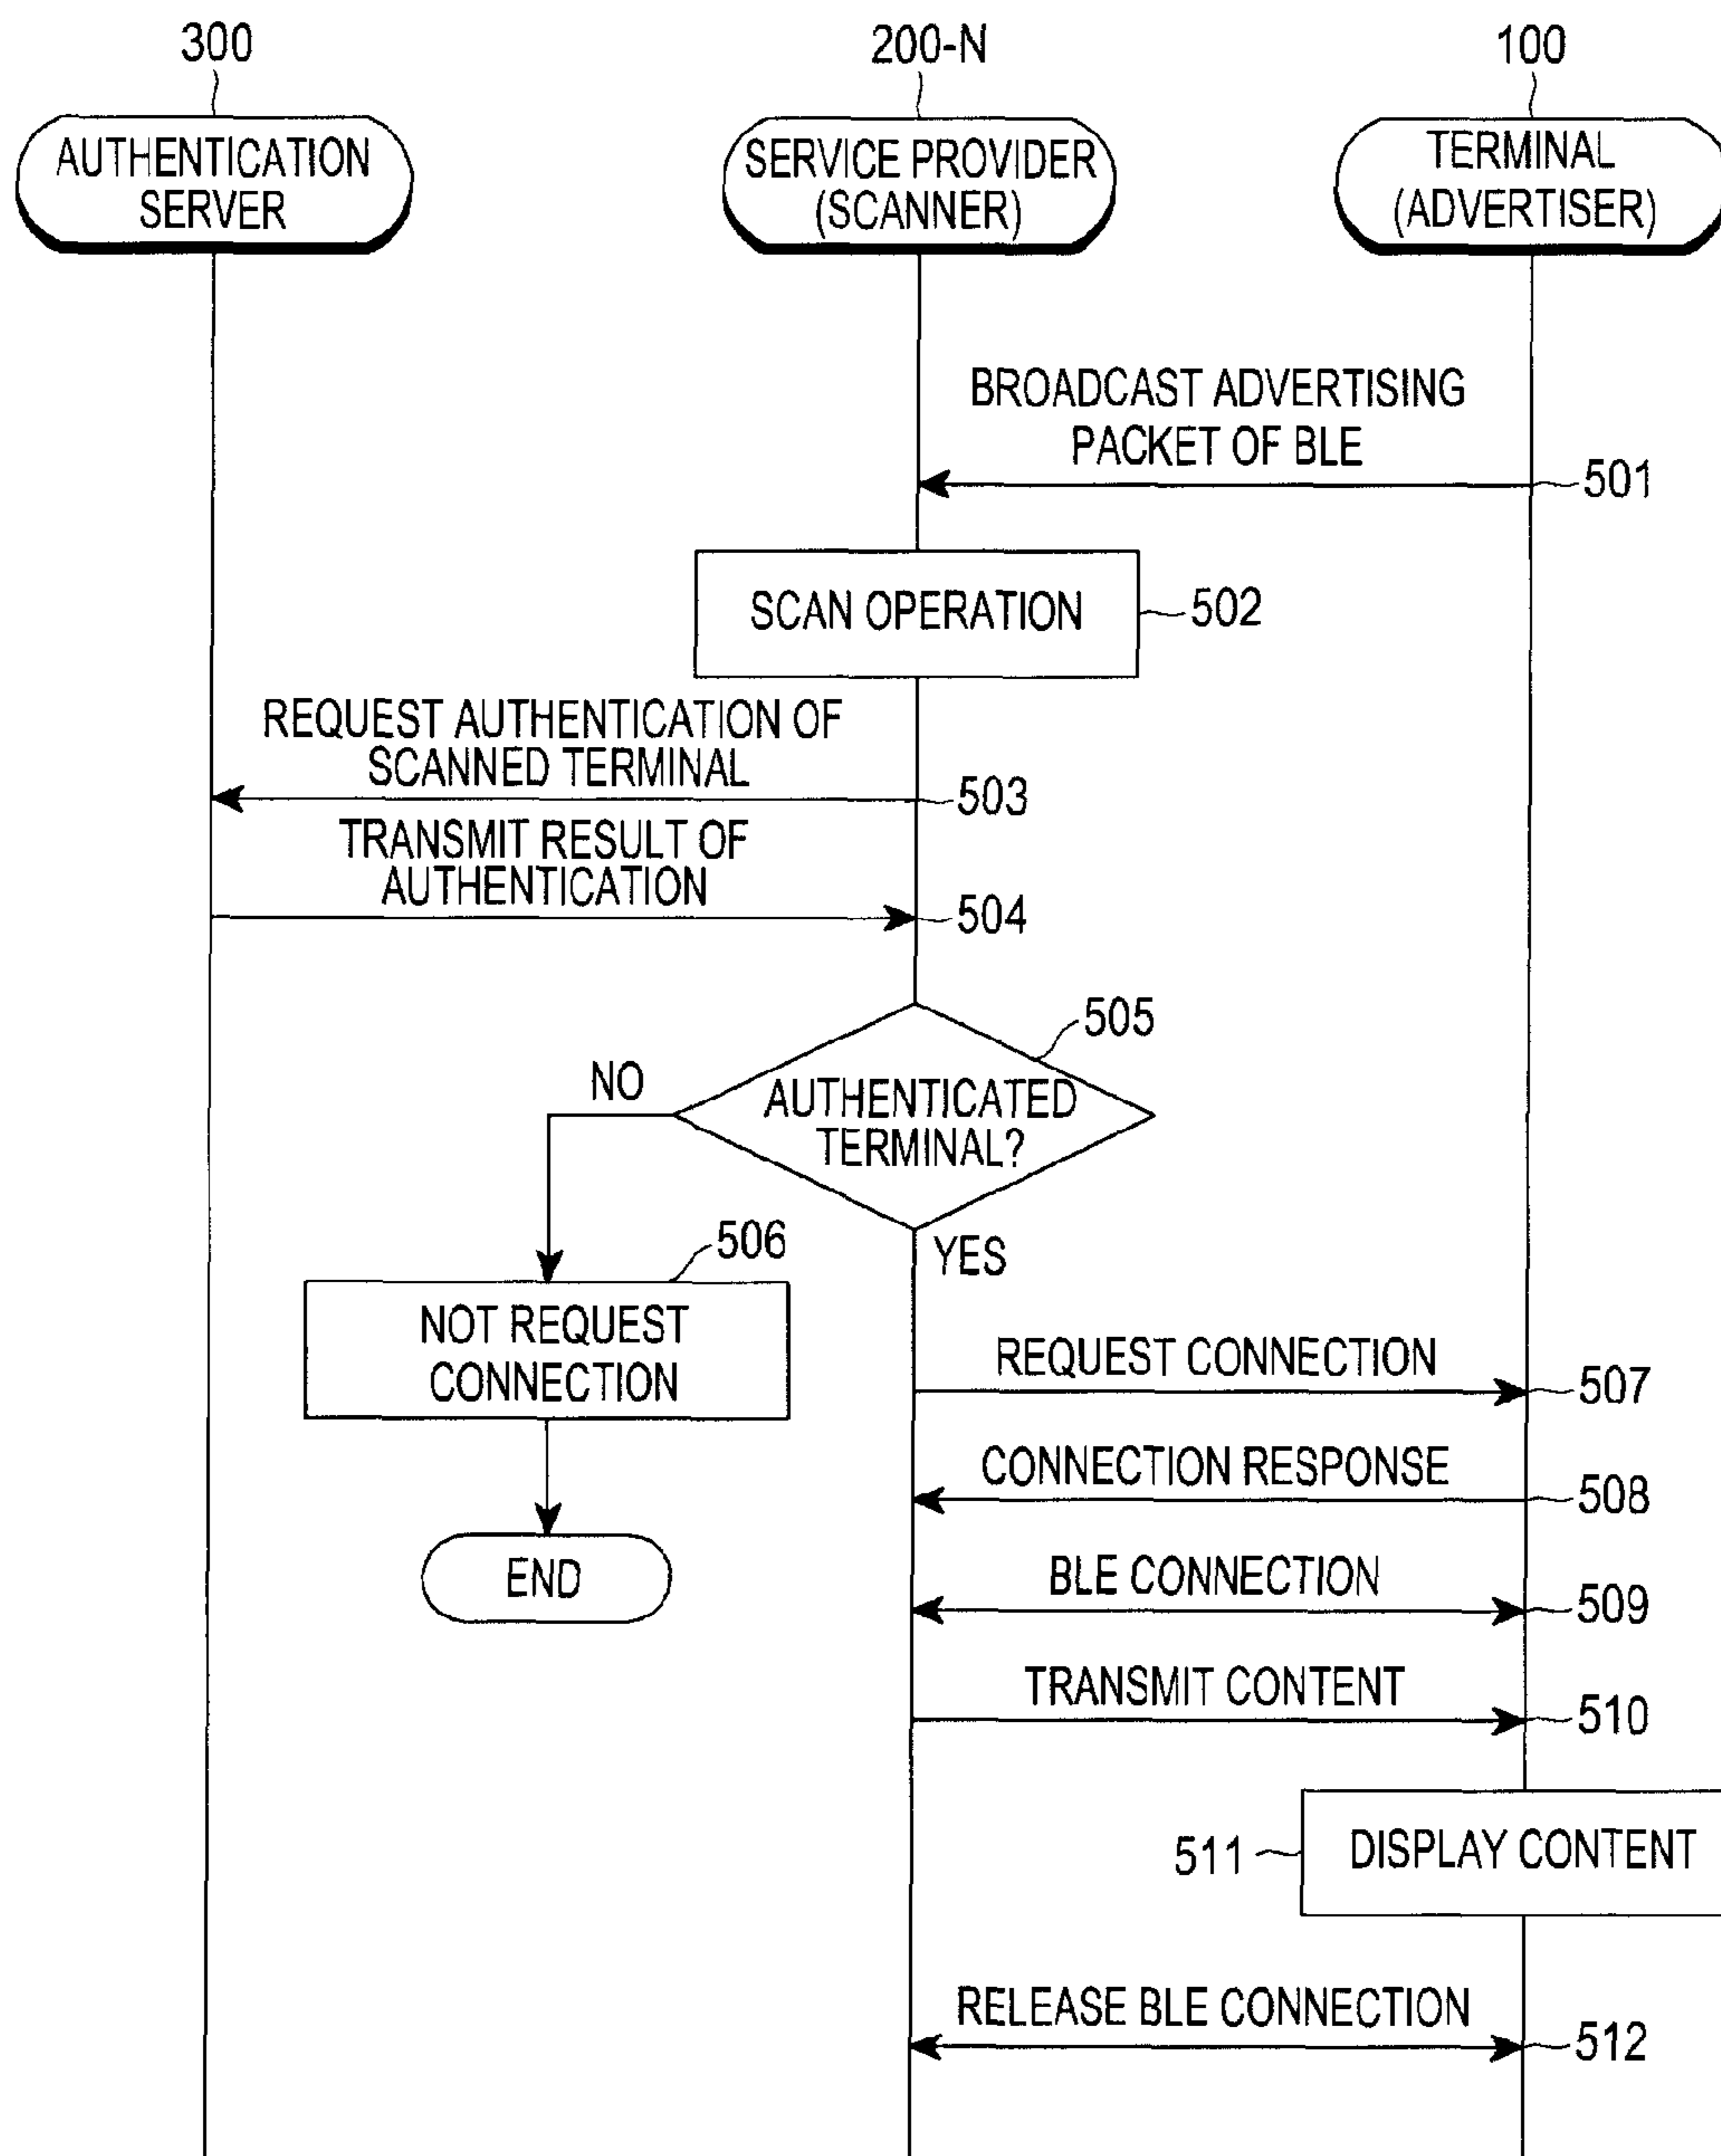 300
200-N
100
AUTHENTICATION
SERVER
SERVICE PROVIDER
(SCANNER)
TERMINAL
(ADVERTISER)
BROADCAST ADVERTISING
PACKET OF BLE
501
SCAN OPERATION
502
REQUEST AUTHENTICATION OF
SCANNED TERMINAL
503
TRANSMIT RESULT OF
AUTHENTICATION
504
505
NO
AUTHENTICATED
TERMINAL?
506
YES
NOT REQUEST
CONNECTION
REQUEST CONNECTION
507
CONNECTION RESPONSE
508
END
BLE CONNECTION
509
TRANSMIT CONTENT
510
511
DISPLAY CONTENT
RELEASE BLE CONNECTION
512